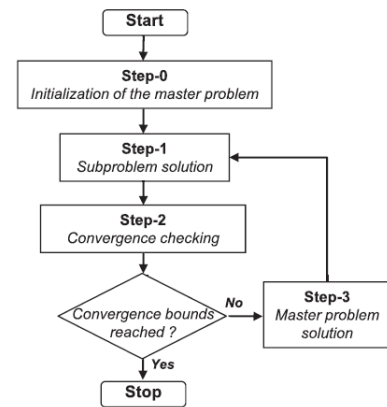 Start
Step-0
Initialization of the master problem
Step-1
Subproblem solution
Step-2
Convergence checking
Convergence bounds
reached ?
No
Step-3
Master problem
solution
Yes
Stop